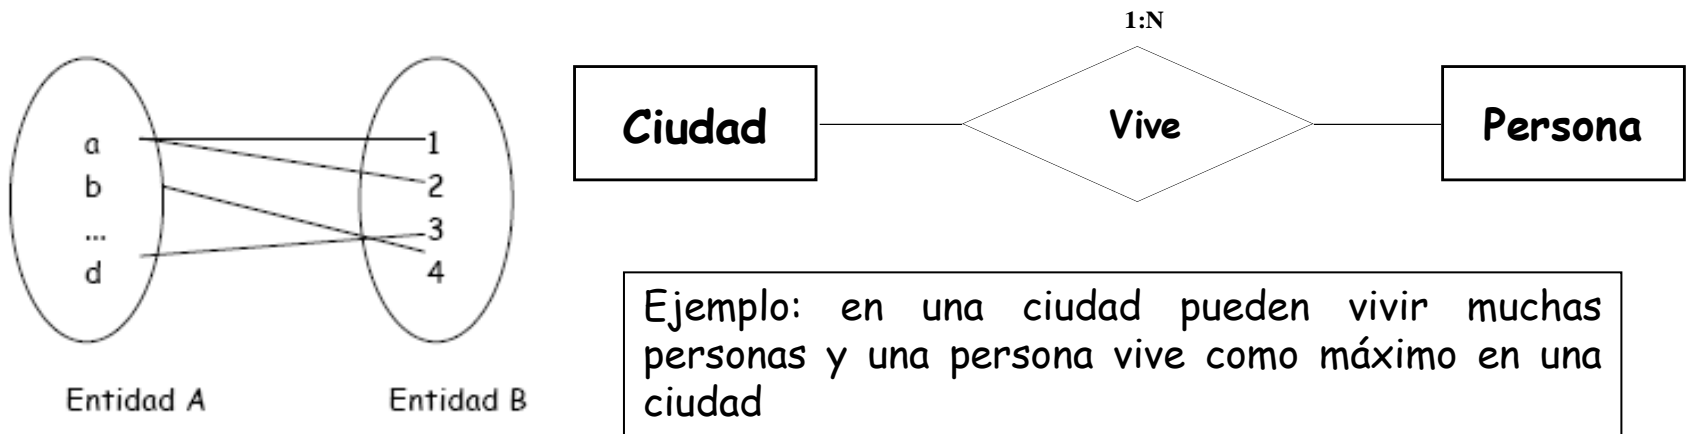 a
b
...
d
1
2
3
4
Entidad A
Entidad B
1:N
Ciudad
Vive
Persona
Ejemplo: en una ciudad pueden vivir muchas
personas y una persona vive como máximo en una
ciudad